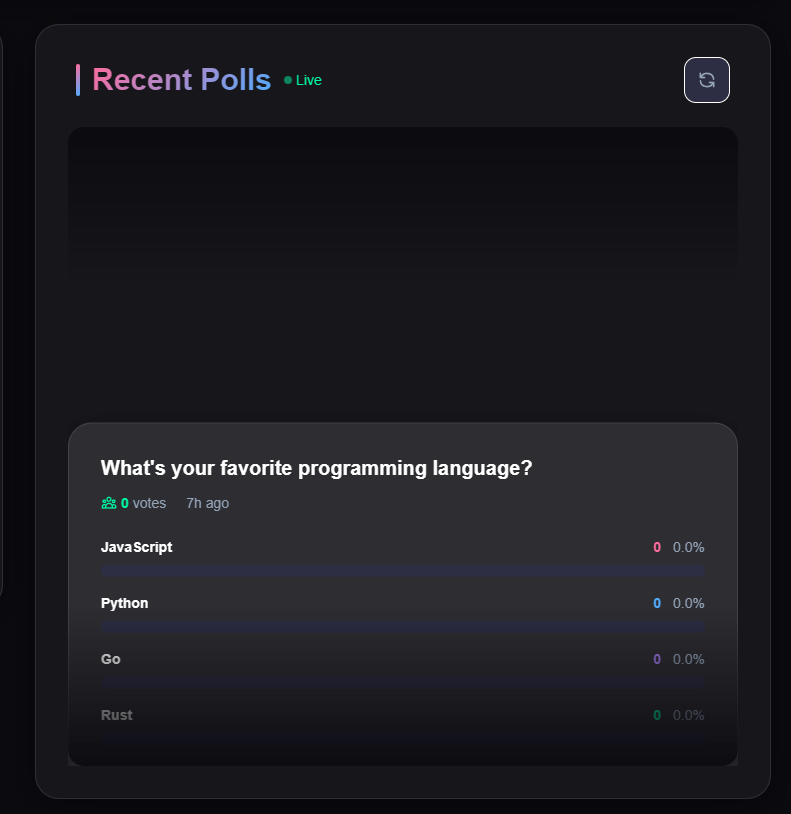 Recent Polls Live
What's your favorite programming language?
0 votes 7h ago
JavaScript 0 0.0%
Python 0 0.0%
Go 0 0.0%
Rust 0 0.0%